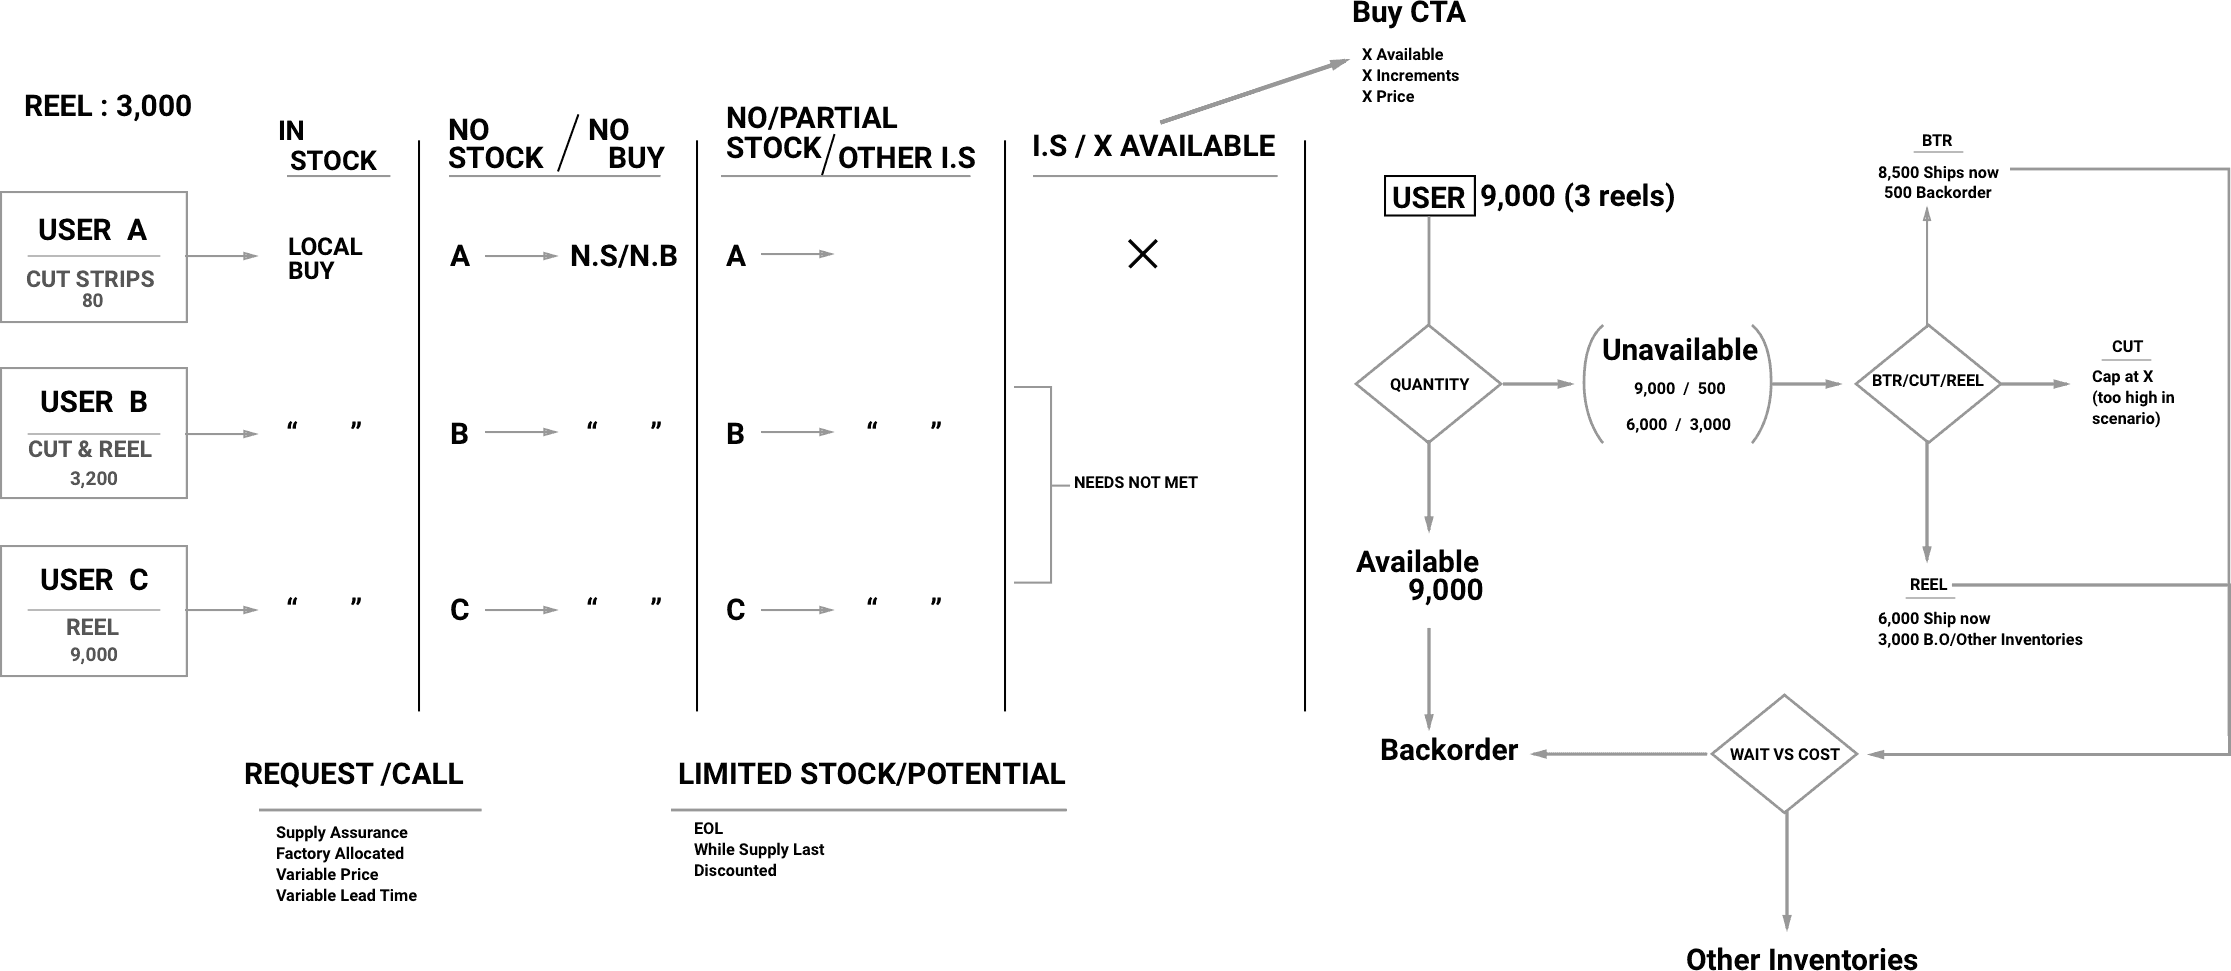 Buy CTA
X Available
X Increments
X Price
REEL : 3,000
IN
STOCK
NO
STOCK / NO
BUY
NO/PARTIAL
STOCK/OTHER I.S
I.S / X AVAILABLE
USER A
CUT STRIPS
80
LOCAL
BUY
A
N.S/N.B
A
X
USER B
CUT & REEL
3,200
“ ”
B
“ ”
B
“ ”
NEEDS NOT MET
USER C
REEL
9,000
“ ”
C
“ ”
C
“ ”
REQUEST /CALL
Supply Assurance
Factory Allocated
Variable Price
Variable Lead Time
LIMITED STOCK/POTENTIAL
EOL
While Supply Last
Discounted
USER 9,000 (3 reels)
QUANTITY
Unavailable
9,000 / 500
6,000 / 3,000
BTR/CUT/REEL
BTR
8,500 Ships now
500 Backorder
CUT
Cap at X
(too high in
scenario)
REEL
6,000 Ship now
3,000 B.O/Other Inventories
Available
9,000
Backorder
WAIT VS COST
Other Inventories